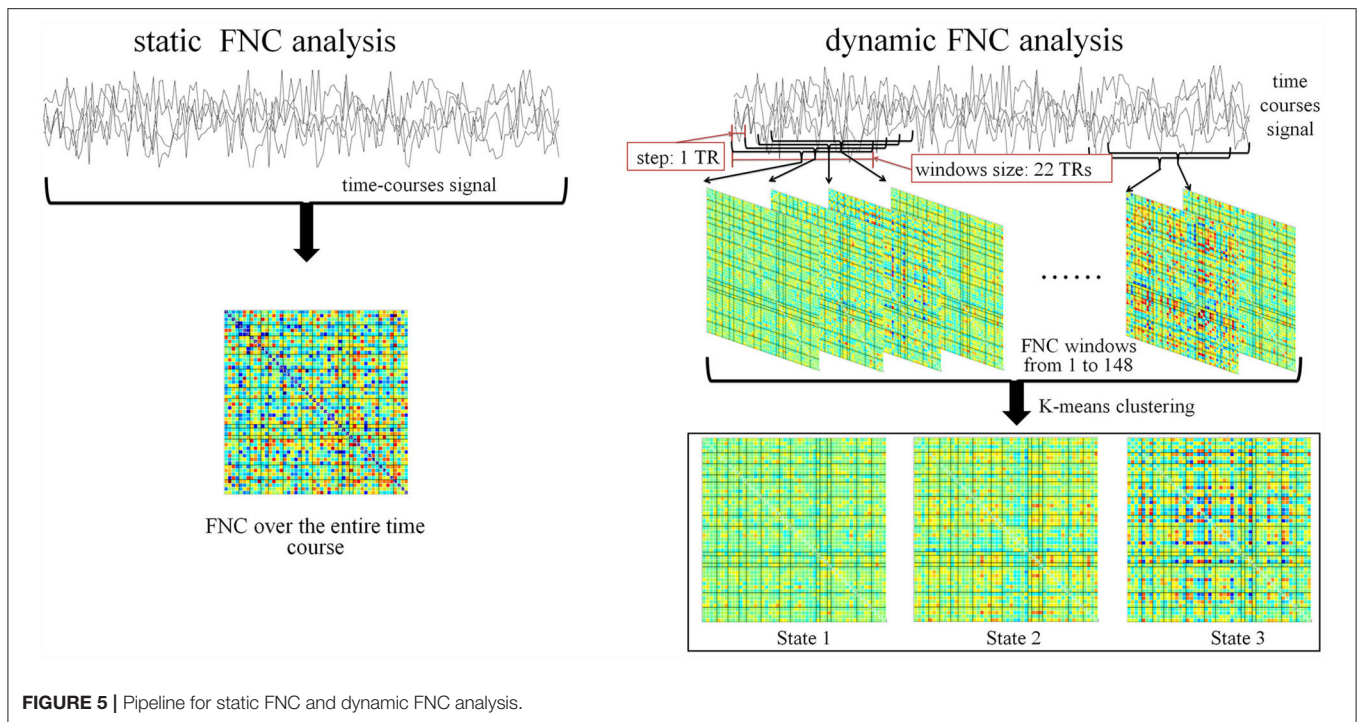 static FNC analysis
time-courses signal
FNC over the entire time
course
dynamic FNC analysis
time
courses
signal
step: 1 TR
windows size: 22 TRs
......
FNC windows
from 1 to 148
K-means clustering
State 1
State 2
State 3
FIGURE 5 | Pipeline for static FNC and dynamic FNC analysis.